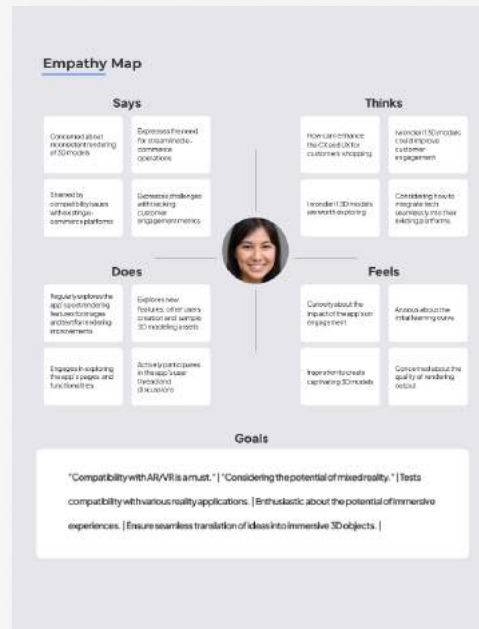 Empathy Map
Says
Concerned about
inconsistent rendering
of 3D models
Expresses the need
for streamlined e-
commerce
operations
Strained by
compatibility issues
with existing e-
commerce platforms
Expresses challenges
with tracking
customer
engagement metrics
Thinks
How can I enhance
the CX and UX for
customers shopping
I wonder if 3D models
could improve
customer
engagement
I wonder if 3D models
are worth exploring
Considering how to
integrate tech
seamlessly into their
existing platforms.
Does
Regularly explores the
app's pre-rendering
features for images
and text for rendering
improvements
Explores new
features, other users
creation and sample
3D modeling assets
Engages in exploring
the app's pages, and
functionalities
Actively participates
in the app's user
thread and
discussions
Feels
Curiosity about the
impact of the app's on
engagement
Anxious about the
initial learning curve
Inspiration to create
captivating 3D models
Concerned about the
quality of rendering
output
Goals
"Compatibility with AR/VR is a must." | "Considering the potential of mixed reality." | Tests
compatibility with various reality applications. | Enthusiastic about the potential of immersive
experiences. | Ensure seamless translation of ideas into immersive 3D objects. |